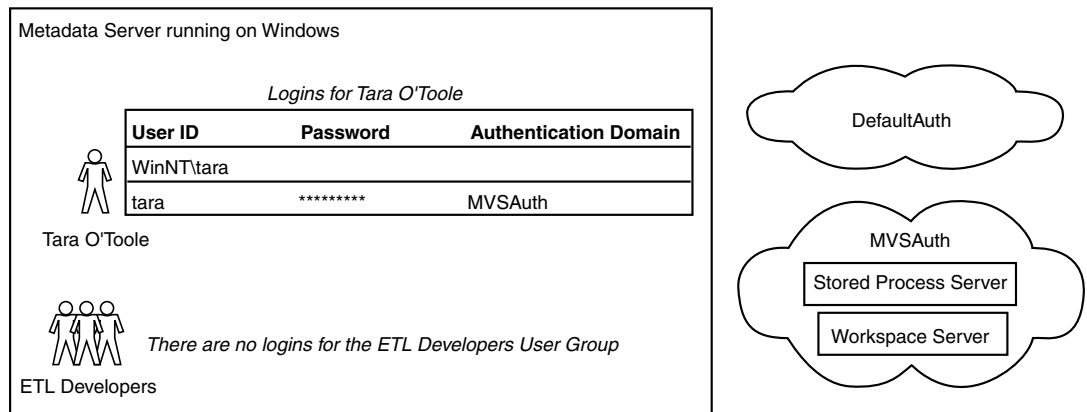 Metadata Server running on Windows
Logins for Tara O'Toole
User ID Password Authentication Domain
WinNT\tara
tara ********* MVSAuth
Tara O'Toole
There are no logins for the ETL Developers User Group
ETL Developers
DefaultAuth
MVSAuth
Stored Process Server
Workspace Server